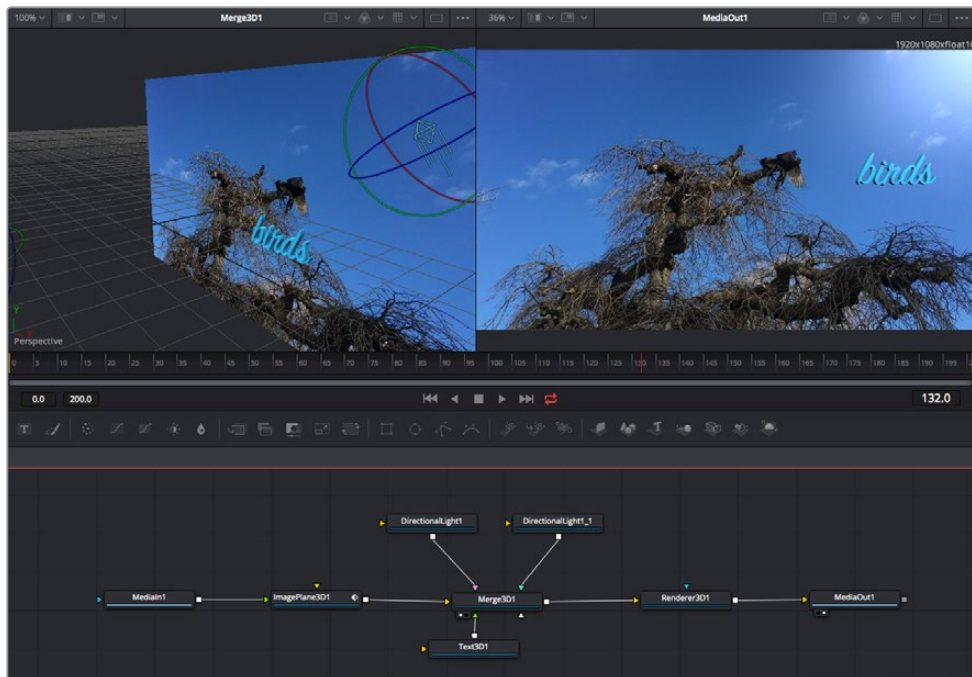 100% Merge3D1
36% MediaOut1
1920x1080xfloat16
birds
birds
Y
X
Perspective
0 5 10 15 20 25 30 35 40 45 50 55 60 65 70 75 80 85 90 95 100 105 110 115 120 125 130 135 140 145 150 155 160 165 170 175 180 185 190 195
0.0 200.0 132.0
T
DirectionalLight1 DirectionalLight1_1
MediaIn1 ImagePlane3D1 Merge3D1 Renderer3D1 MediaOut1
Text3D1